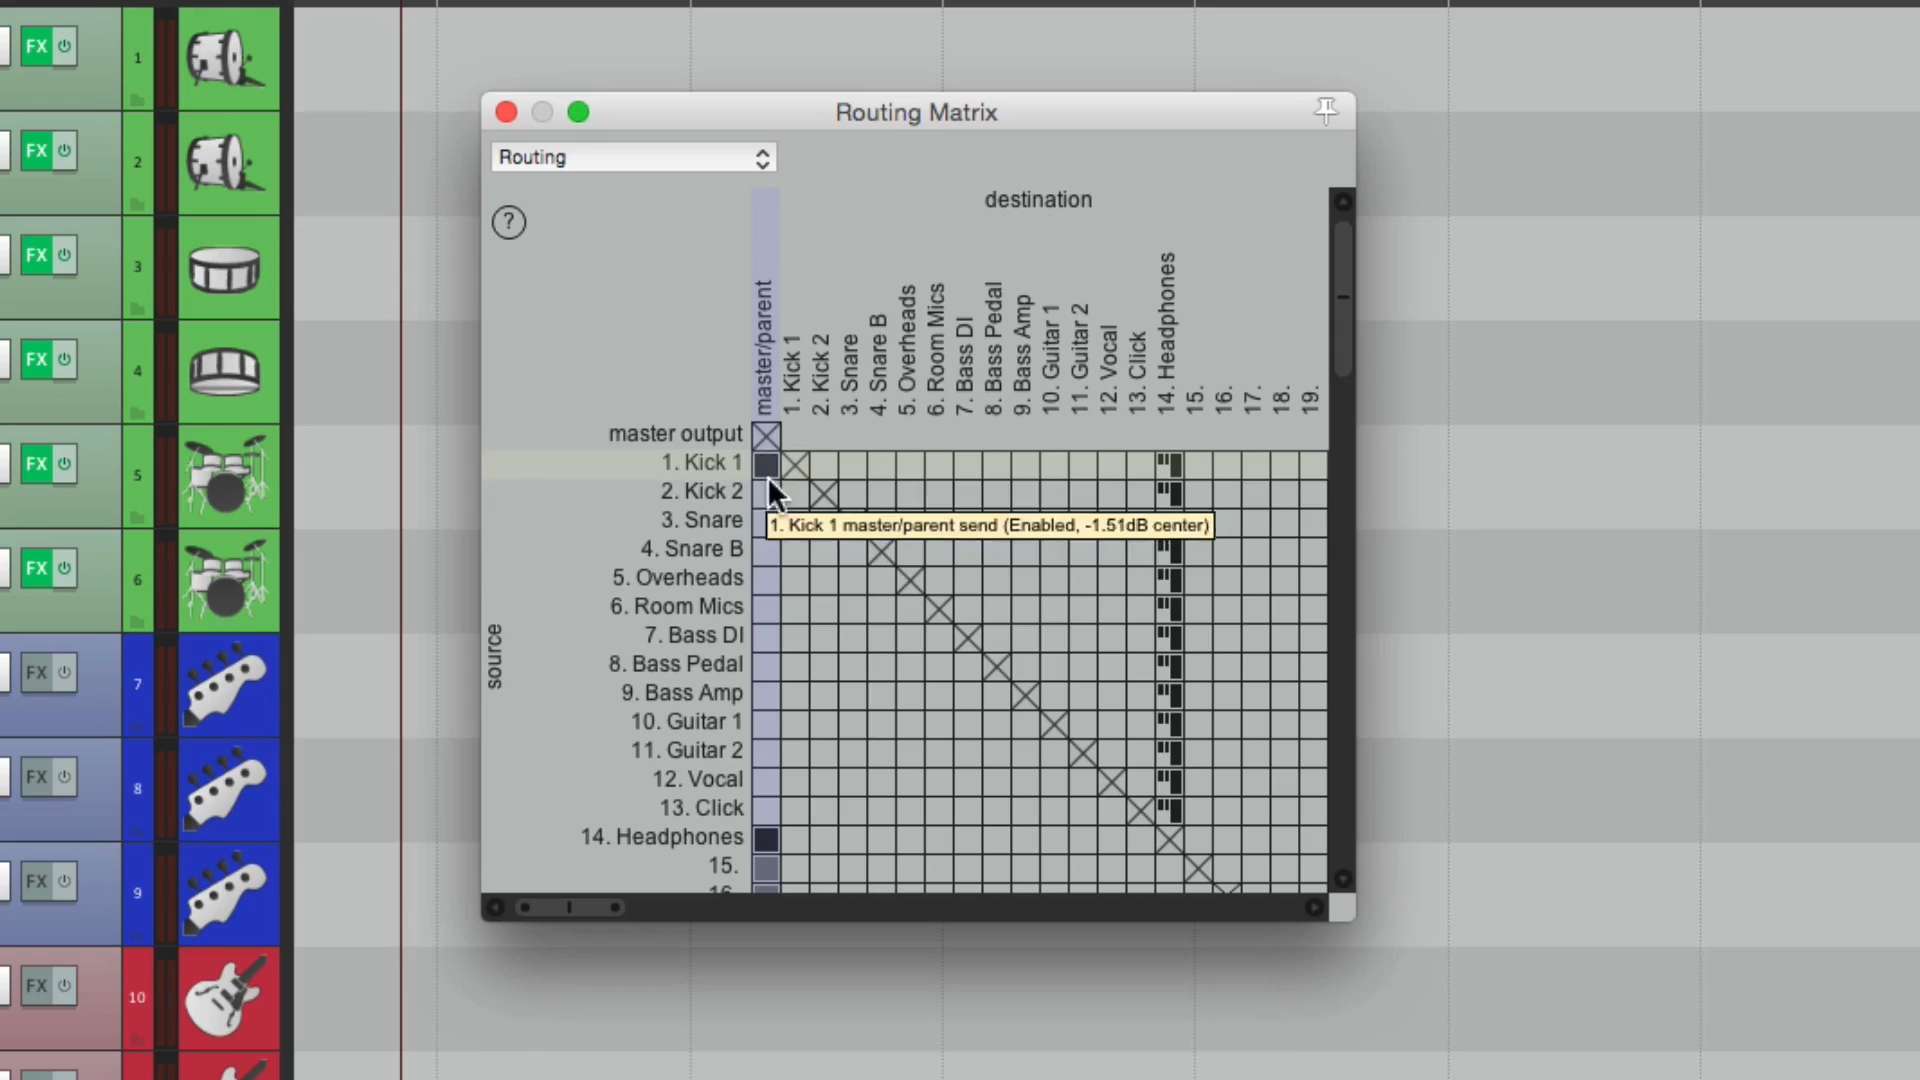 Routing Matrix
Routing
destination
?
master/parent
1. Kick 1
2. Kick 2
3. Snare
4. Snare B
5. Overheads
6. Room Mics
7. Bass DI
8. Bass Pedal
9. Bass Amp
10. Guitar 1
11. Guitar 2
12. Vocal
13. Click
14. Headphones
15.
16.
17.
18.
19.
source
master output
1. Kick 1
2. Kick 2
3. Snare
4. Snare B
5. Overheads
6. Room Mics
7. Bass DI
8. Bass Pedal
9. Bass Amp
10. Guitar 1
11. Guitar 2
12. Vocal
13. Click
14. Headphones
15.
16.
1. Kick 1 master/parent send (Enabled, -1.51dB center)
FX 1
FX 2
FX 3
FX 4
FX 5
FX 6
FX 7
FX 8
FX 9
FX 10